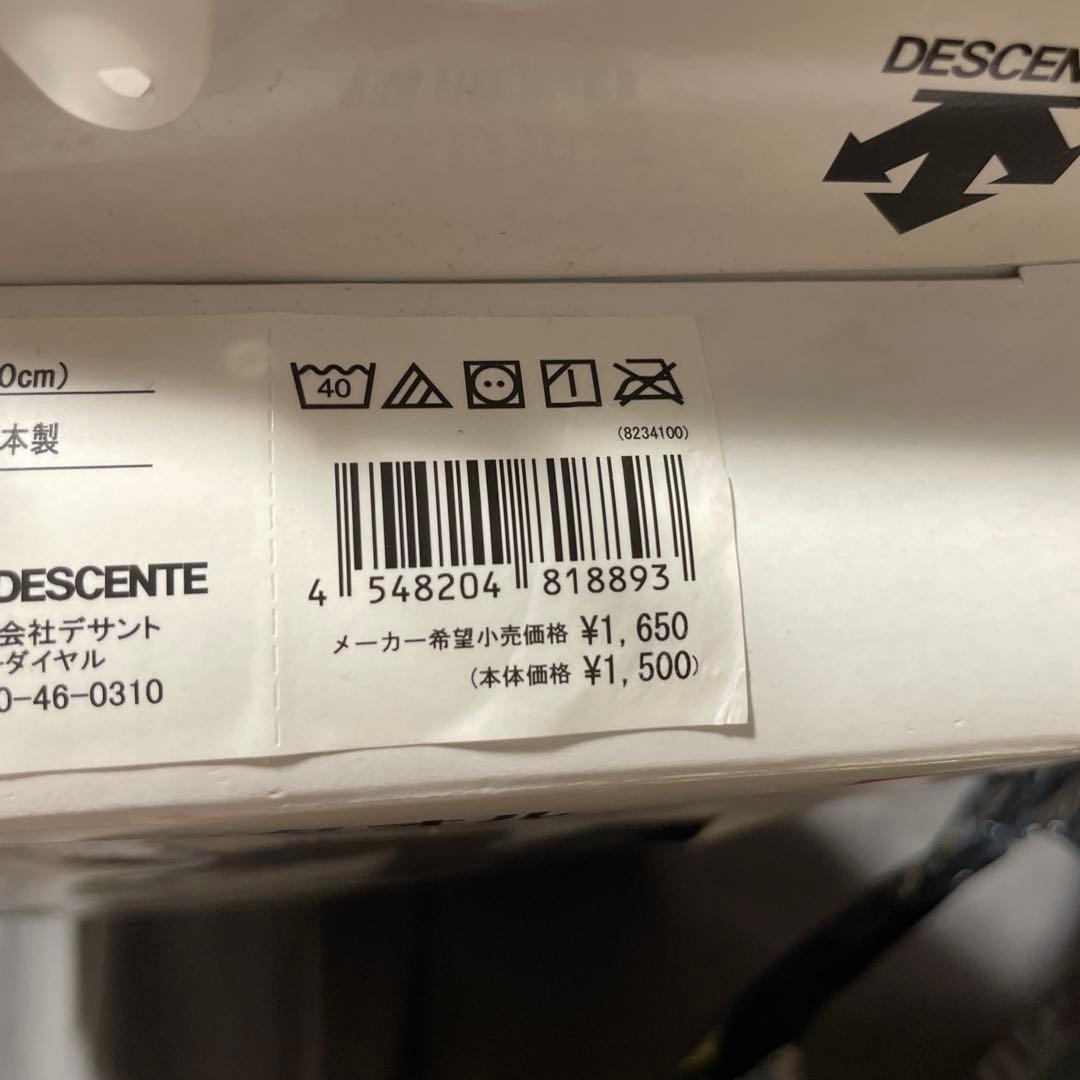 DESCEN
0cm)
本製
DESCENTE
会社デサント
ーダイヤル
0-46-0310
40
(8234100)
4 548204 818893
メーカー希望小売価格 ¥1,650
(本体価格 ¥1,500)